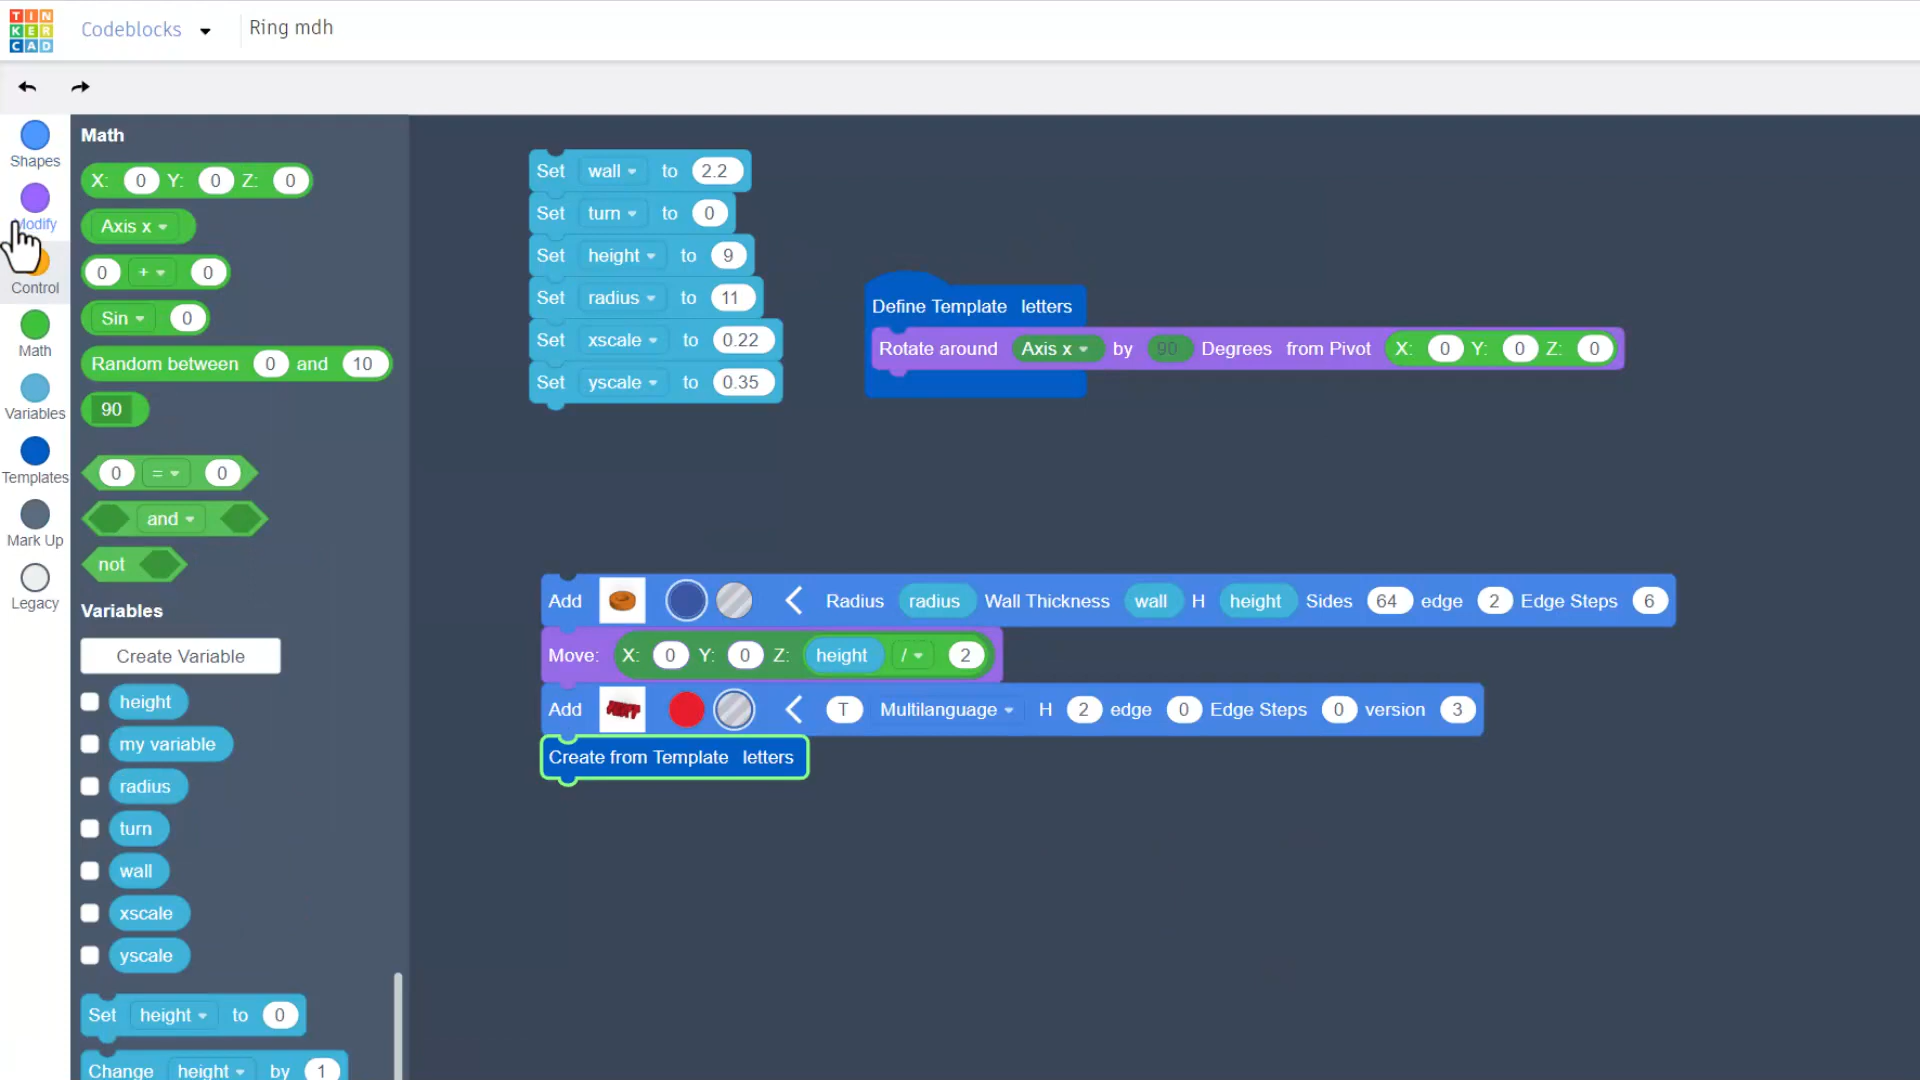 TIN
KER
CAD
Codeblocks
Ring mdh
Shapes
Modify
Control
Math
Variables
Templates
Mark Up
Legacy
Math
X: 0 Y: 0 Z: 0
Axis x
0 + 0
Sin 0
Random between 0 and 10
90
0 = 0
and
not
Variables
Create Variable
height
my variable
radius
turn
wall
xscale
yscale
Set height to 0
Change height by 1
Set wall to 2.2
Set turn to 0
Set height to 9
Set radius to 11
Set xscale to 0.22
Set yscale to 0.35
Define Template letters
Rotate around Axis x by 90 Degrees from Pivot X: 0 Y: 0 Z: 0
Add Radius radius Wall Thickness wall H height Sides 64 edge 2 Edge Steps 6
Move: X: 0 Y: 0 Z: height / 2
Add T Multilanguage H 2 edge 0 Edge Steps 0 version 3
Create from Template letters